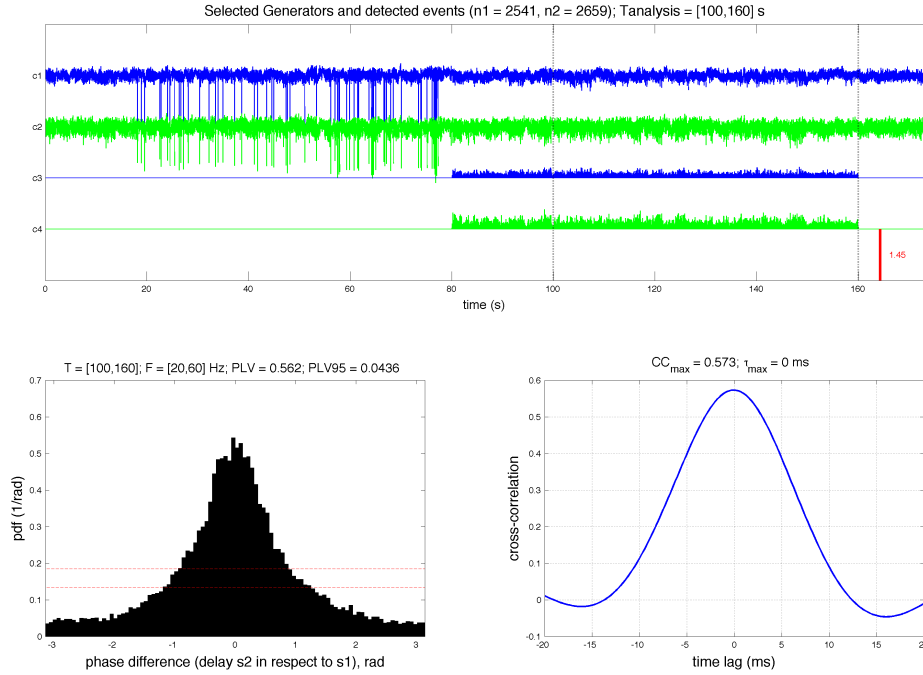 Selected Generators and detected events (n1 = 2541, n2 = 2659); Tanalysis = [100,160] s
c1
c2
c3
c4
1.45
0 20 40 60 80 100 120 140 160
time (s)
T = [100,160]; F = [20,60] Hz; PLV = 0.562; PLV95 = 0.0436
0.7
0.6
0.5
0.4
0.3
0.2
0.1
0
pdf (1/rad)
-3 -2 -1 0 1 2 3
phase difference (delay s2 in respect to s1), rad
CCmax = 0.573; τmax = 0 ms
0.6
0.5
0.4
0.3
0.2
0.1
0
-0.1
cross-correlation
-20 -15 -10 -5 0 5 10 15 20
time lag (ms)